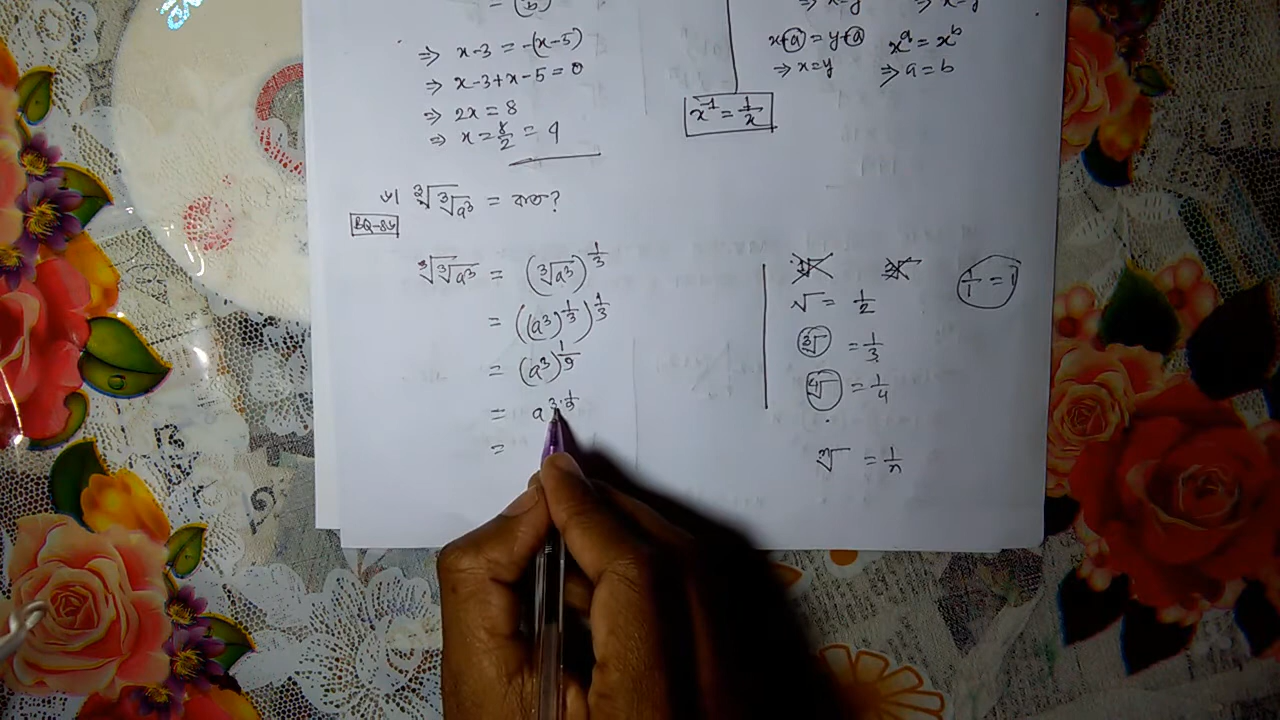 = (
b)
⇒ x-3 = -(x-5)
⇒ x-3+x-5 = 0
⇒ 2x = 8
⇒ x = 8/2 = 4
⇒ x=y ⇒ x=y
x+a = y+a x^a = x^b
⇒ x=y ⇒ a = b
x^-1 = 1/x
৬। ∛∛a³ = কত?
∛∛a³ = (∛a³)^1/3
= ((a³)^1/3)^1/3
= (a³)^1/9
= a^3·1/9
=
√ = 1/2
∛ = 1/3
∜ = 1/4
ⁿ√ = 1/n
1/1 = 1